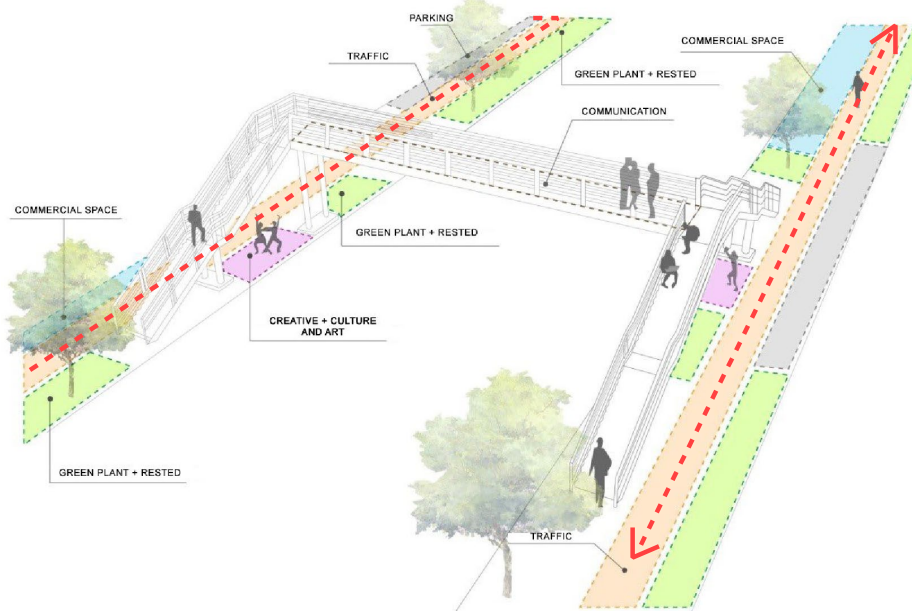 PARKING
TRAFFIC
COMMERCIAL SPACE
GREEN PLANT + RESTED
COMMUNICATION
COMMERCIAL SPACE
GREEN PLANT + RESTED
CREATIVE + CULTURE
AND ART
GREEN PLANT + RESTED
TRAFFIC